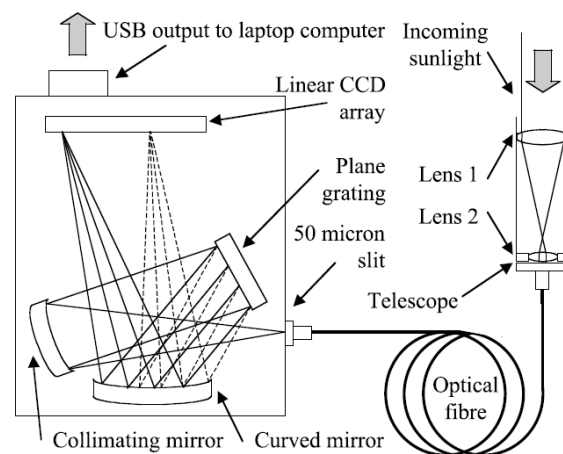 USB output to laptop computer
Linear CCD
array
Plane
grating
50 micron
slit
Incoming
sunlight
Lens 1
Lens 2
Telescope
Optical
fibre
Collimating mirror
Curved mirror